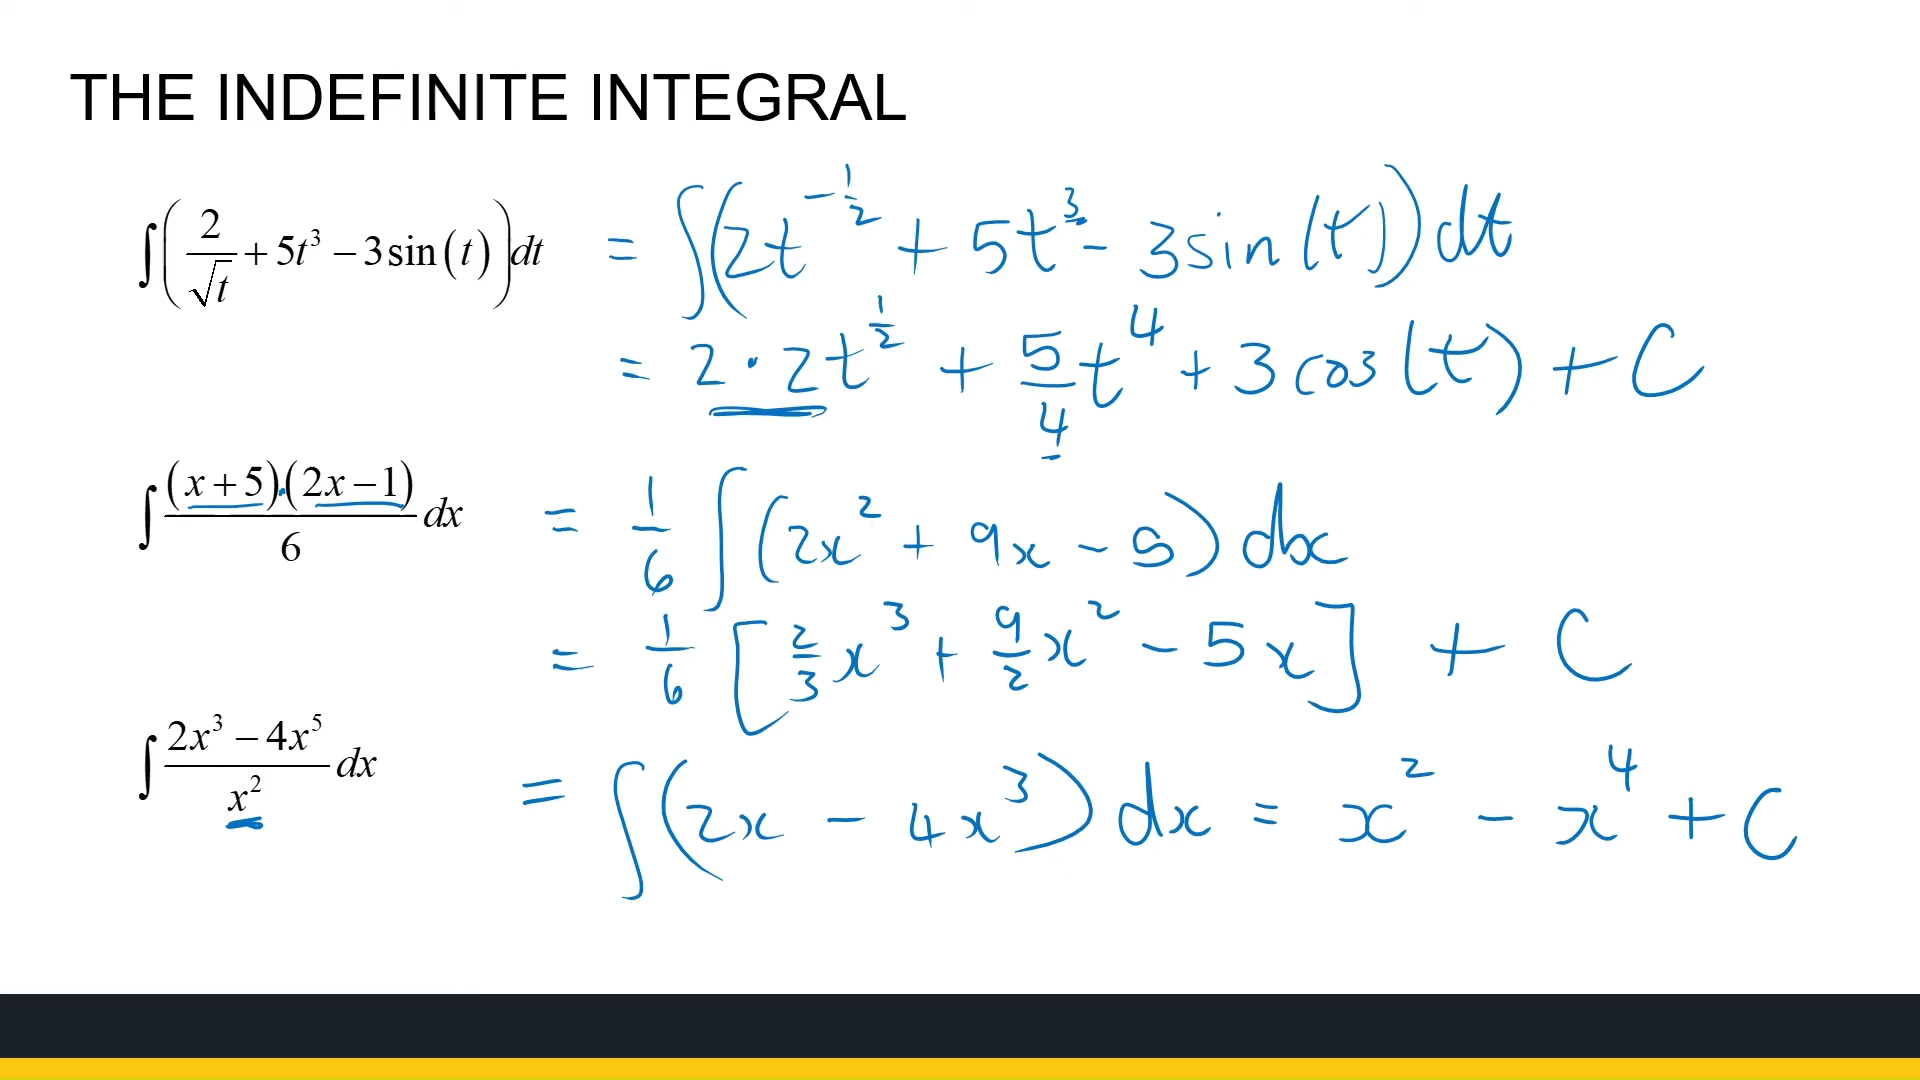 THE INDEFINITE INTEGRAL
∫(2/√t + 5t³ − 3sin(t))dt = ∫(2t^(−1/2) + 5t³ − 3sin(t))dt
= 2·2t^(1/2) + 5/4 t⁴ + 3cos(t) + C
∫(x+5)·(2x−1)/6 dx = 1/6 ∫(2x² + 9x − 5)dx
= 1/6 [2/3 x³ + 9/2 x² − 5x] + C
∫(2x³ − 4x⁵)/x² dx = ∫(2x − 4x³)dx = x² − x⁴ + C